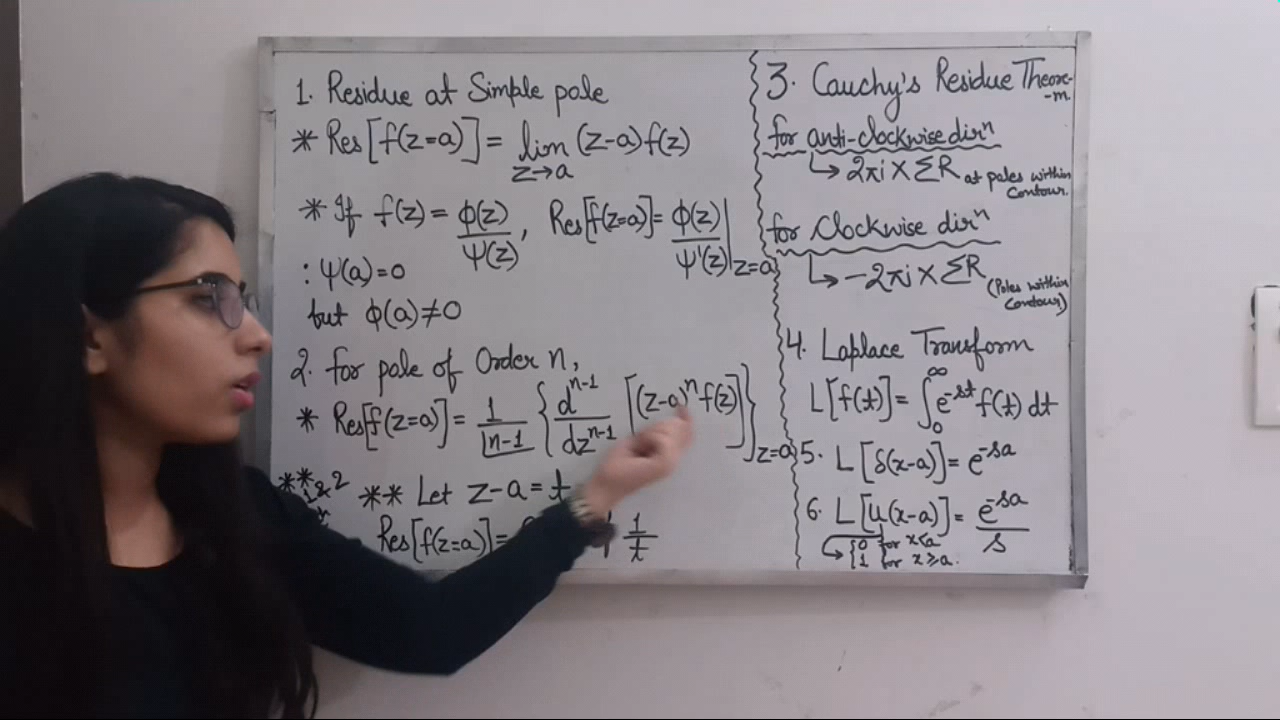 1. Residue at Simple pole
* Res[f(z=a)] = lim (z-a)f(z)
z→a
* If f(z) = φ(z)/ψ(z), Res[f(z=a)] = φ(z)/ψ'(z)|z=a
: ψ(a)=0
but φ(a)≠0
2. for pole of Order n,
* Res[f(z=a)] = 1/|n-1 {d^n-1/dz^n-1 [(z-a)^n f(z)]}z=a
** 1&2
** Let z-a=t
Res[f(z=a)]= 1/t
3. Cauchy's Residue Theore-
-m.
for anti-clockwise dirⁿ
↳ 2πi X ΣR at poles within
Contour.
for Clockwise dirⁿ
↳ -2πi X ΣR (Poles within
Contour)
4. Laplace Transform
L[f(t)] = ∫₀^∞ e^-st f(t) dt
5. L[δ(x-a)] = e^-sa
6. L[u(x-a)] = e^-sa/s
↳ {0 for x<a
{1 for x≥a.